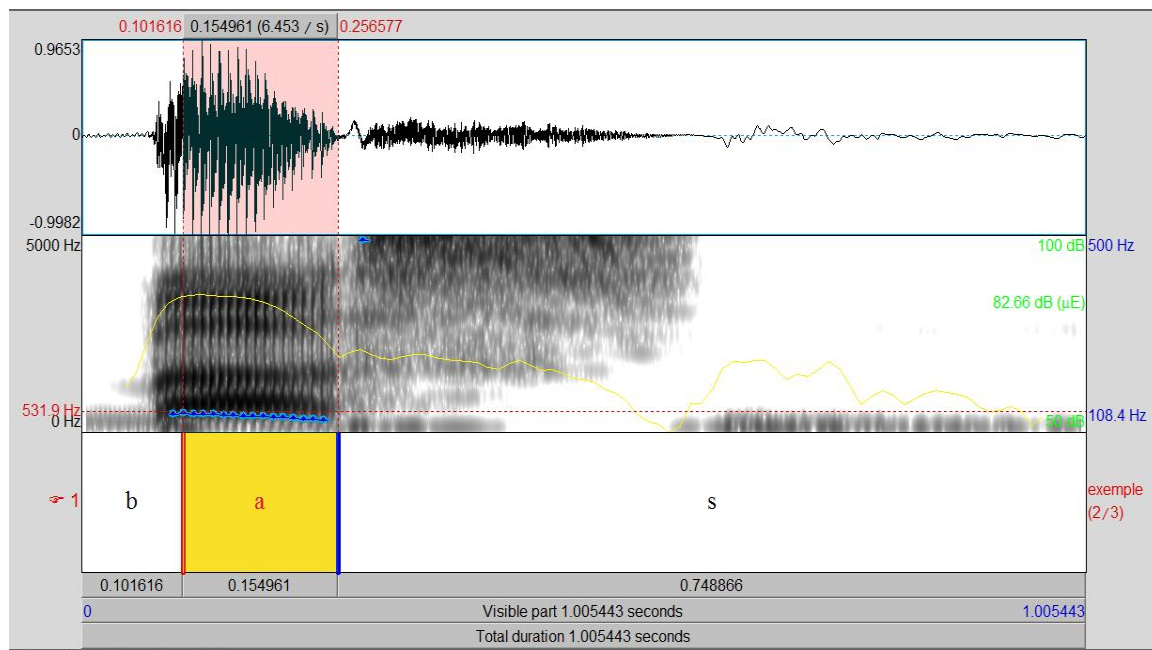 0.101616 0.154961 (6.453 / s) 0.256577
0.9653
0
-0.9982
5000 Hz 100 dB 500 Hz
82.66 dB (µE)
531.9 Hz
0 Hz 50 dB 108.4 Hz
☞ 1 b a s exemple
(2/3)
0.101616 0.154961 0.748866
0 Visible part 1.005443 seconds 1.005443
Total duration 1.005443 seconds